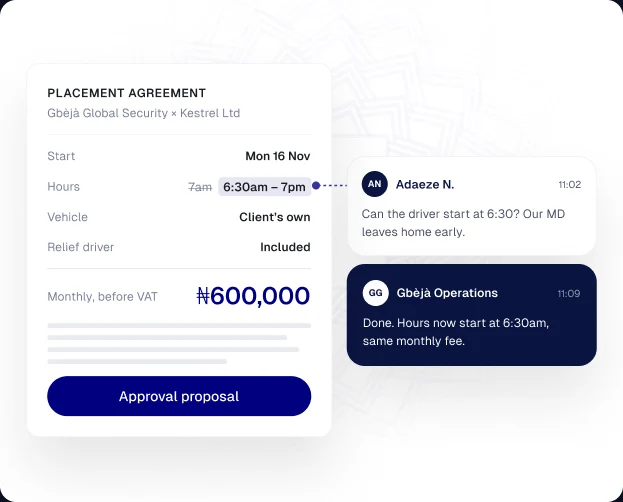 PLACEMENT AGREEMENT
Gbèjà Global Security × Kestrel Ltd
Start Mon 16 Nov
Hours 7am 6:30am – 7pm
Vehicle Client's own
Relief driver Included
Monthly, before VAT ₦600,000
Approval proposal
AN Adaeze N. 11:02
Can the driver start at 6:30? Our MD
leaves home early.
GG Gbèjà Operations 11:09
Done. Hours now start at 6:30am,
same monthly fee.